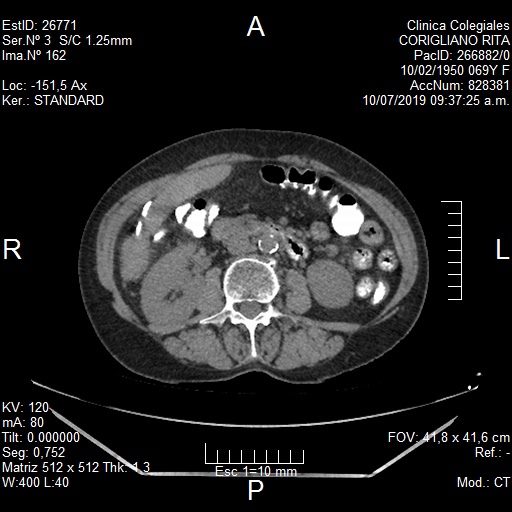 EstID: 26771
Ser.Nº 3 S/C 1.25mm
Ima.Nº 162
Loc: -151,5 Ax
Ker.: STANDARD
A
Clinica Colegiales
CORIGLIANO RITA
PacID: 266882/0
10/02/1950 069Y F
AccNum: 828381
10/07/2019 09:37:25 a.m.
R
L
KV: 120
mA: 80
Tilt: 0.000000
Seg: 0,752
Matriz 512 x 512 Thk: 1.3
W:400 L:40
Esc 1=10 mm
P
FOV: 41,8 x 41,6 cm
Ref.: -
Mod.: CT